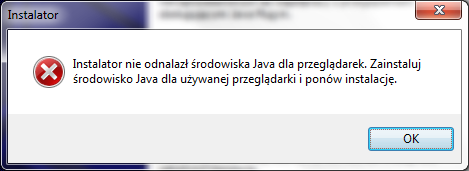 Instalator
Instalator nie odnalazł środowiska Java dla przeglądarek. Zainstaluj
środowisko Java dla używanej przeglądarki i ponów instalację.
OK